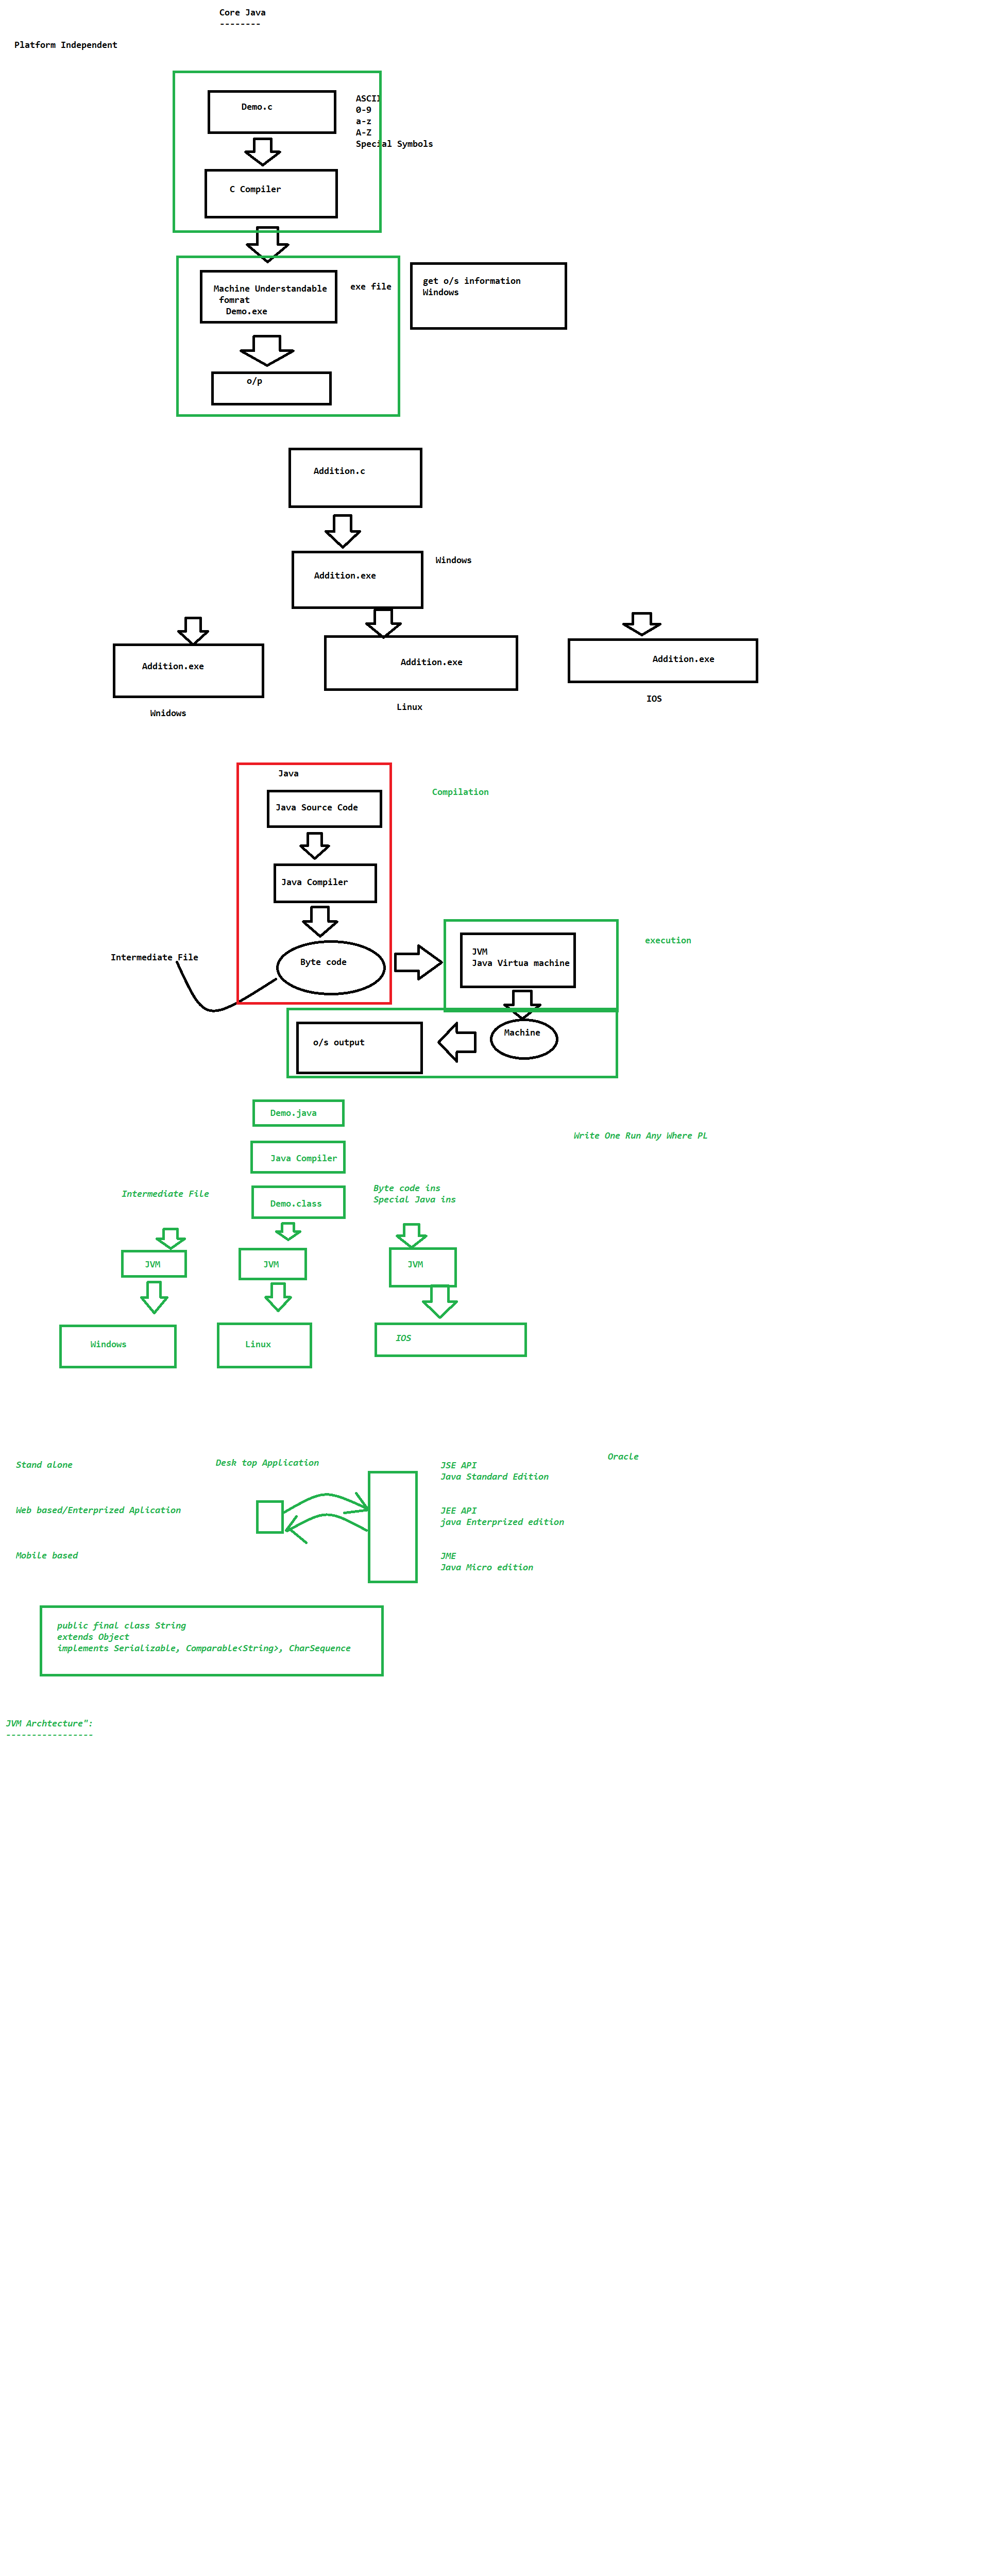 Core Java
--------
Platform Independent
Demo.c
ASCII
0-9
a-z
A-Z
Special Symbols
C Compiler
Machine Understandable
fomrat
Demo.exe
exe file
get o/s information
Windows
o/p
Addition.c
Addition.exe
Windows
Addition.exe
Wnidows
Addition.exe
Linux
Addition.exe
IOS
Java
Compilation
Java Source Code
Java Compiler
Intermediate File
Byte code
JVM
Java Virtua machine
execution
Machine
o/s output
Demo.java
Write One Run Any Where PL
Java Compiler
Intermediate File
Demo.class
Byte code ins
Special Java ins
JVM
JVM
JVM
Windows
Linux
IOS
Stand alone
Desk top Application
JSE API
Java Standard Edition
Oracle
Web based/Enterprized Aplication
JEE API
java Enterprized edition
Mobile based
JME
Java Micro edition
public final class String
extends Object
implements Serializable, Comparable<String>, CharSequence
JVM Archtecture":
-----------------